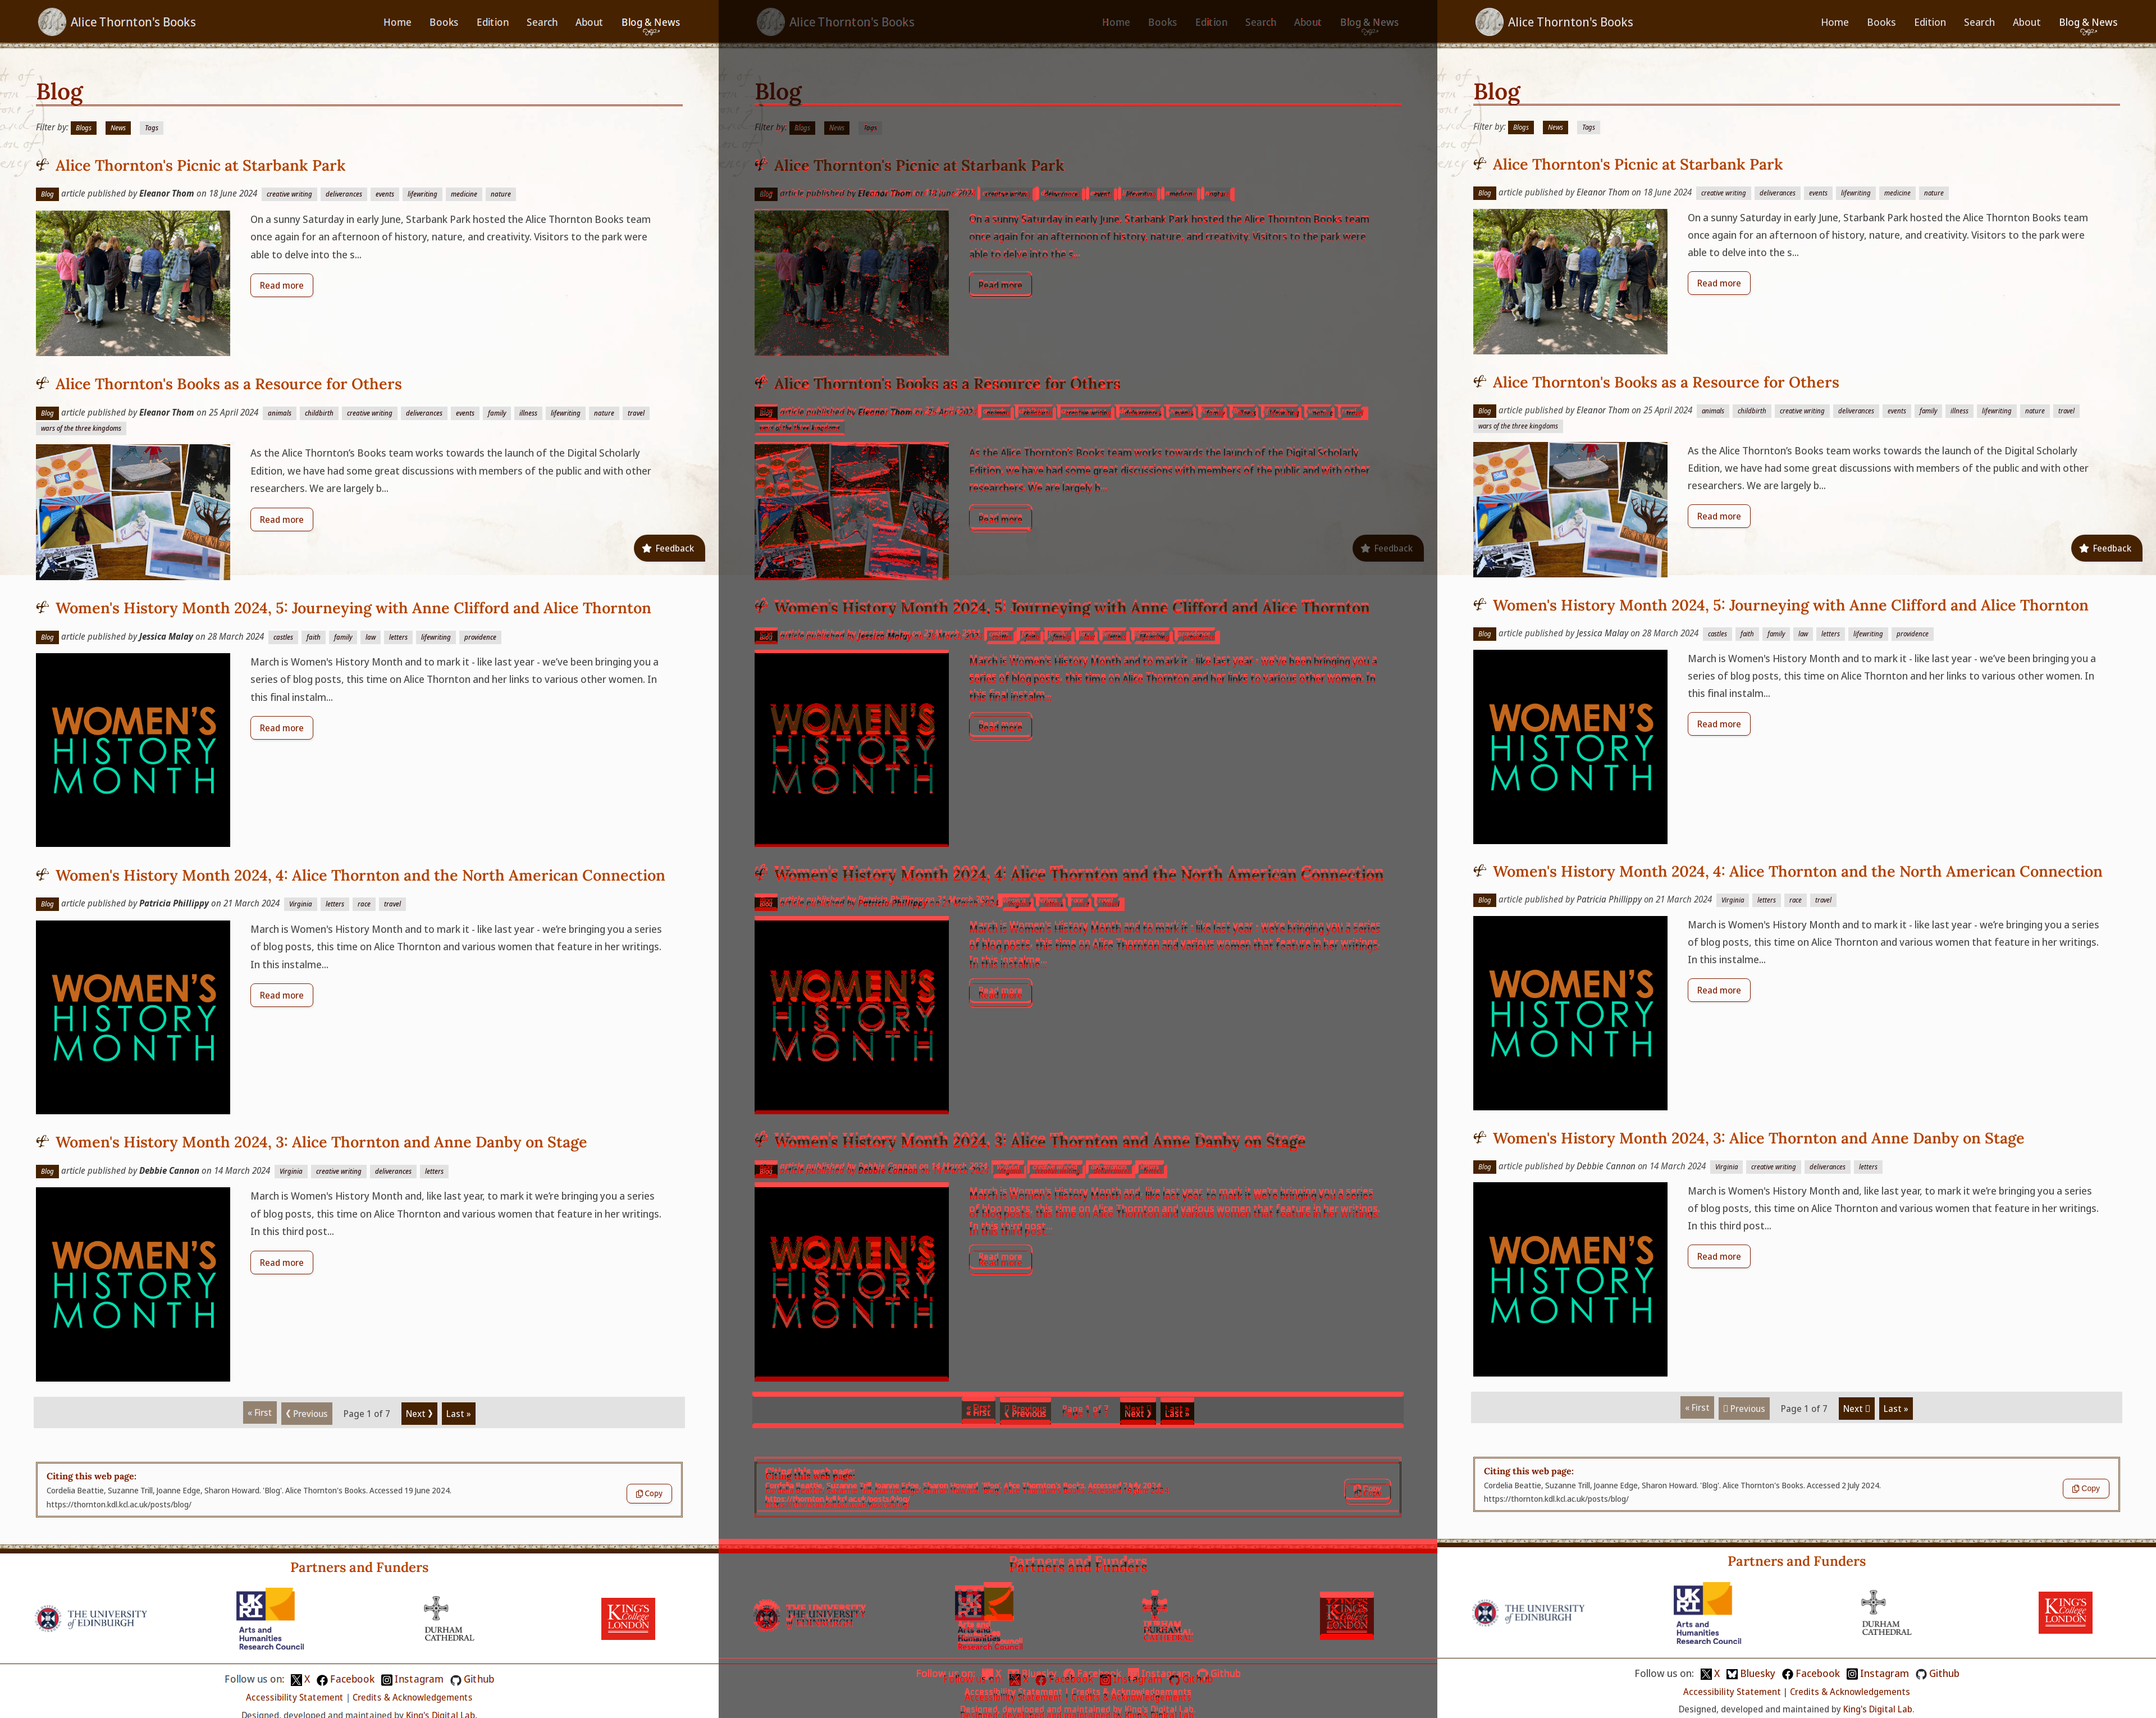 Alice Thornton's Books
Home Books Edition Search About Blog & News
Blog
Filter by: Blogs News Tags
Alice Thornton's Picnic at Starbank Park
Blog article published by Eleanor Thom on 18 June 2024 creative writing deliverances events lifewriting medicine nature
On a sunny Saturday in early June, Starbank Park hosted the Alice Thornton Books team
once again for an afternoon of history, nature, and creativity. Visitors to the park were
able to delve into the s...
Read more
Alice Thornton's Books as a Resource for Others
Blog article published by Eleanor Thom on 25 April 2024 animals childbirth creative writing deliverances events family illness lifewriting nature travel
wars of the three kingdoms
As the Alice Thornton’s Books team works towards the launch of the Digital Scholarly
Edition, we have had some great discussions with members of the public and with other
researchers. We are largely b...
Read more
Feedback
Women's History Month 2024, 5: Journeying with Anne Clifford and Alice Thornton
Blog article published by Jessica Malay on 28 March 2024 castles faith family law letters lifewriting providence
WOMEN'S
HISTORY
MONTH
March is Women's History Month and to mark it - like last year - we’ve been bringing you a
series of blog posts, this time on Alice Thornton and her links to various other women. In
this final instalm...
Read more
Women's History Month 2024, 4: Alice Thornton and the North American Connection
Blog article published by Patricia Phillippy on 21 March 2024 Virginia letters race travel
WOMEN'S
HISTORY
MONTH
March is Women's History Month and to mark it - like last year - we’re bringing you a series
of blog posts, this time on Alice Thornton and various women that feature in her writings.
In this instalme...
Read more
Women's History Month 2024, 3: Alice Thornton and Anne Danby on Stage
Blog article published by Debbie Cannon on 14 March 2024 Virginia creative writing deliverances letters
WOMEN'S
HISTORY
MONTH
March is Women's History Month and, like last year, to mark it we’re bringing you a series
of blog posts, this time on Alice Thornton and various women that feature in her writings.
In this third post...
Read more
« First ❬ Previous Page 1 of 7 Next ❭ Last »
Citing this web page:
Cordelia Beattie, Suzanne Trill, Joanne Edge, Sharon Howard. 'Blog'. Alice Thornton's Books. Accessed 19 June 2024.
https://thornton.kdl.kcl.ac.uk/posts/blog/
Copy
Partners and Funders
THE UNIVERSITY of EDINBURGH
UKRI Arts and Humanities Research Council
DURHAM CATHEDRAL
KING'S College LONDON
Follow us on: X Facebook Instagram Github
Accessibility Statement | Credits & Acknowledgements
Designed, developed and maintained by King's Digital Lab.
Alice Thornton's Books
Home Books Edition Search About Blog & News
Blog
Filter by: Blogs News Tags
Alice Thornton's Picnic at Starbank Park
Read more
Alice Thornton's Books as a Resource for Others
Read more
Feedback
Alice Thornton's Books
Home Books Edition Search About Blog & News
Blog
Filter by: Blogs News Tags
Alice Thornton's Picnic at Starbank Park
Blog article published by Eleanor Thom on 18 June 2024 creative writing deliverances events lifewriting medicine nature
On a sunny Saturday in early June, Starbank Park hosted the Alice Thornton Books team
once again for an afternoon of history, nature, and creativity. Visitors to the park were
able to delve into the s...
Read more
Alice Thornton's Books as a Resource for Others
Blog article published by Eleanor Thom on 25 April 2024 animals childbirth creative writing deliverances events family illness lifewriting nature travel
wars of the three kingdoms
As the Alice Thornton’s Books team works towards the launch of the Digital Scholarly
Edition, we have had some great discussions with members of the public and with other
researchers. We are largely b...
Read more
Feedback
Women's History Month 2024, 5: Journeying with Anne Clifford and Alice Thornton
Blog article published by Jessica Malay on 28 March 2024 castles faith family law letters lifewriting providence
WOMEN'S
HISTORY
MONTH
March is Women's History Month and to mark it - like last year - we’ve been bringing you a
series of blog posts, this time on Alice Thornton and her links to various other women. In
this final instalm...
Read more
Women's History Month 2024, 4: Alice Thornton and the North American Connection
Blog article published by Patricia Phillippy on 21 March 2024 Virginia letters race travel
WOMEN'S
HISTORY
MONTH
March is Women's History Month and to mark it - like last year - we’re bringing you a series
of blog posts, this time on Alice Thornton and various women that feature in her writings.
In this instalme...
Read more
Women's History Month 2024, 3: Alice Thornton and Anne Danby on Stage
Blog article published by Debbie Cannon on 14 March 2024 Virginia creative writing deliverances letters
WOMEN'S
HISTORY
MONTH
March is Women's History Month and, like last year, to mark it we’re bringing you a series
of blog posts, this time on Alice Thornton and various women that feature in her writings.
In this third post...
Read more
« First Previous Page 1 of 7 Next Last »
Citing this web page:
Cordelia Beattie, Suzanne Trill, Joanne Edge, Sharon Howard. 'Blog'. Alice Thornton's Books. Accessed 2 July 2024.
https://thornton.kdl.kcl.ac.uk/posts/blog/
Copy
Partners and Funders
THE UNIVERSITY of EDINBURGH
UKRI Arts and Humanities Research Council
DURHAM CATHEDRAL
KING'S College LONDON
Follow us on: X Bluesky Facebook Instagram Github
Accessibility Statement | Credits & Acknowledgements
Designed, developed and maintained by King's Digital Lab.